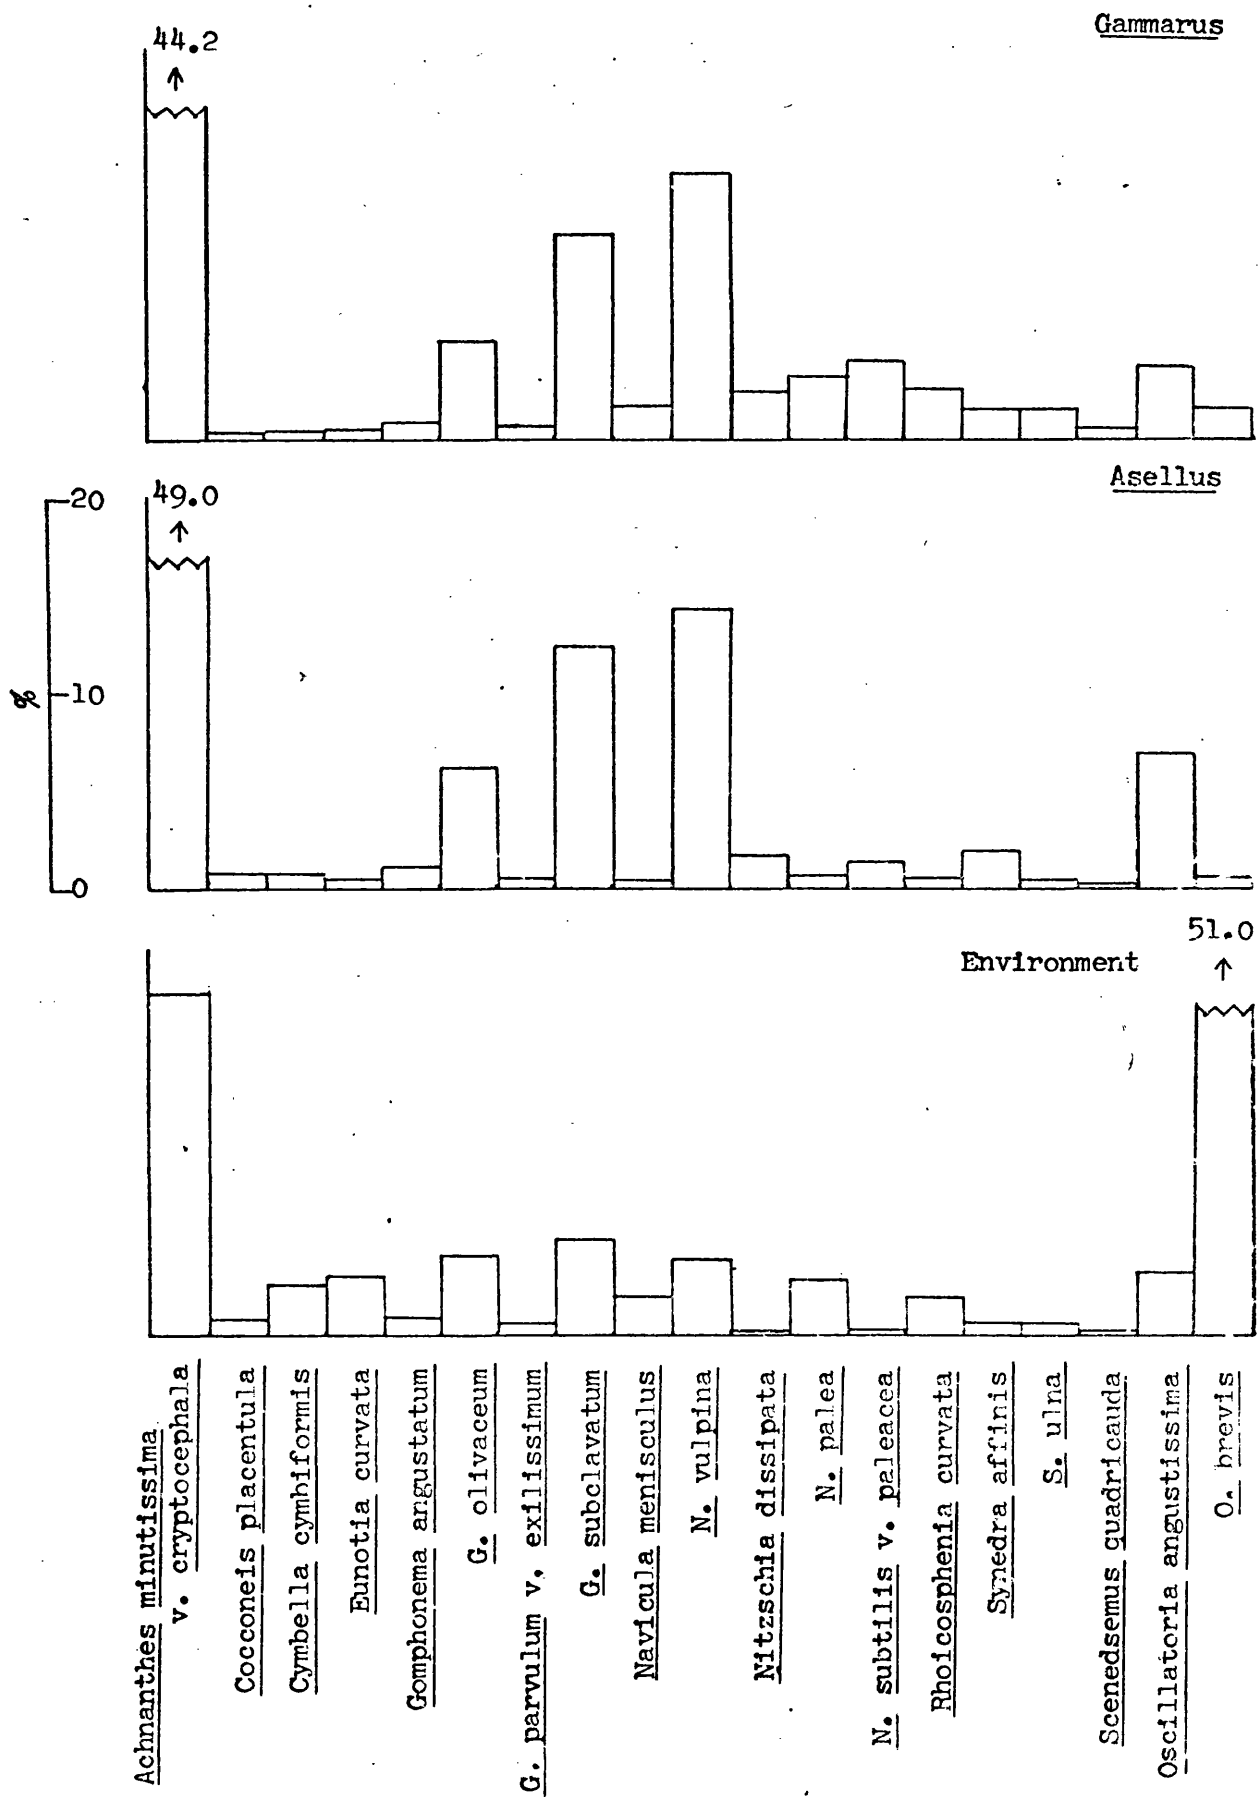 Gammarus
44.2
↑
Asellus
49.0
↑
20
10
0
%
Environment
51.0
↑
Achnanthes minutissima
v. cryptocephala
Cocconeis placentula
Cymbella cymbiformis
Eunotia curvata
Gomphonema angustatum
G. olivaceum
G. parvulum v. exilissimum
G. subclavatum
Navicula menisculus
N. vulpina
Nitzschia dissipata
N. palea
N. subtilis v. paleacea
Rhoicosphenia curvata
Synedra affinis
S. ulna
Scenedsemus quadricauda
Oscillatoria angustissima
O. brevis